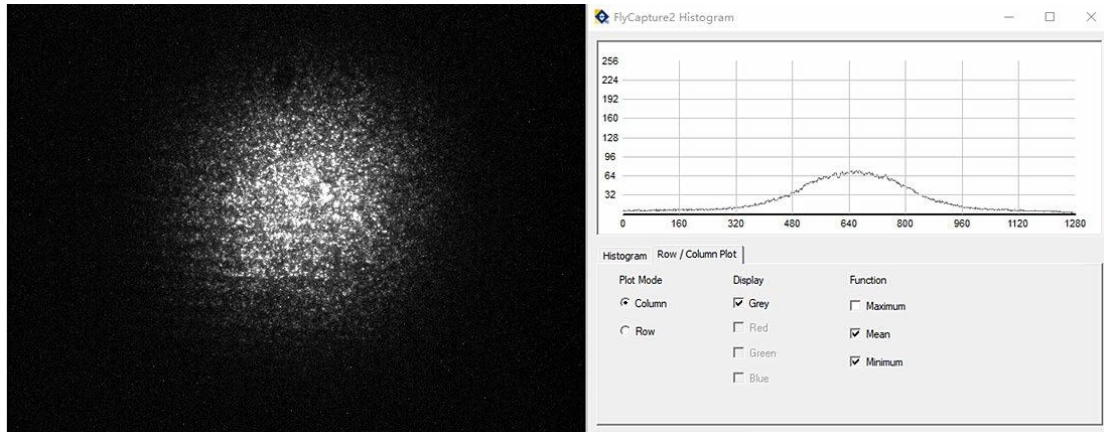 FlyCapture2 Histogram
256
224
192
160
128
96
64
32
0 160 320 480 640 800 960 1120 1280
Histogram Row / Column Plot
Plot Mode Display Function
Column Grey Maximum
Row Red Mean
Green Minimum
Blue